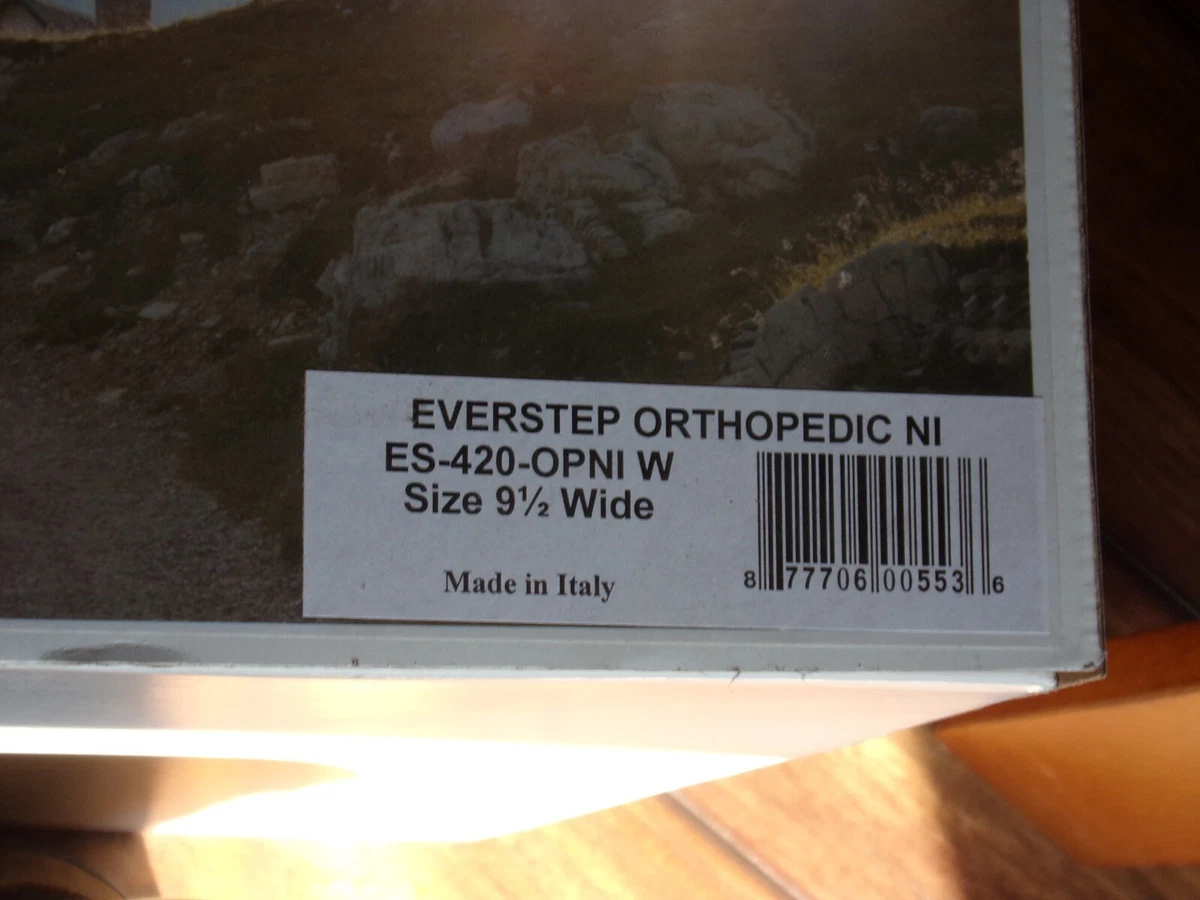 EVERSTEP ORTHOPEDIC NI
ES-420-OPNI W
Size 9½ Wide
Made in Italy
8 77706 00553 6